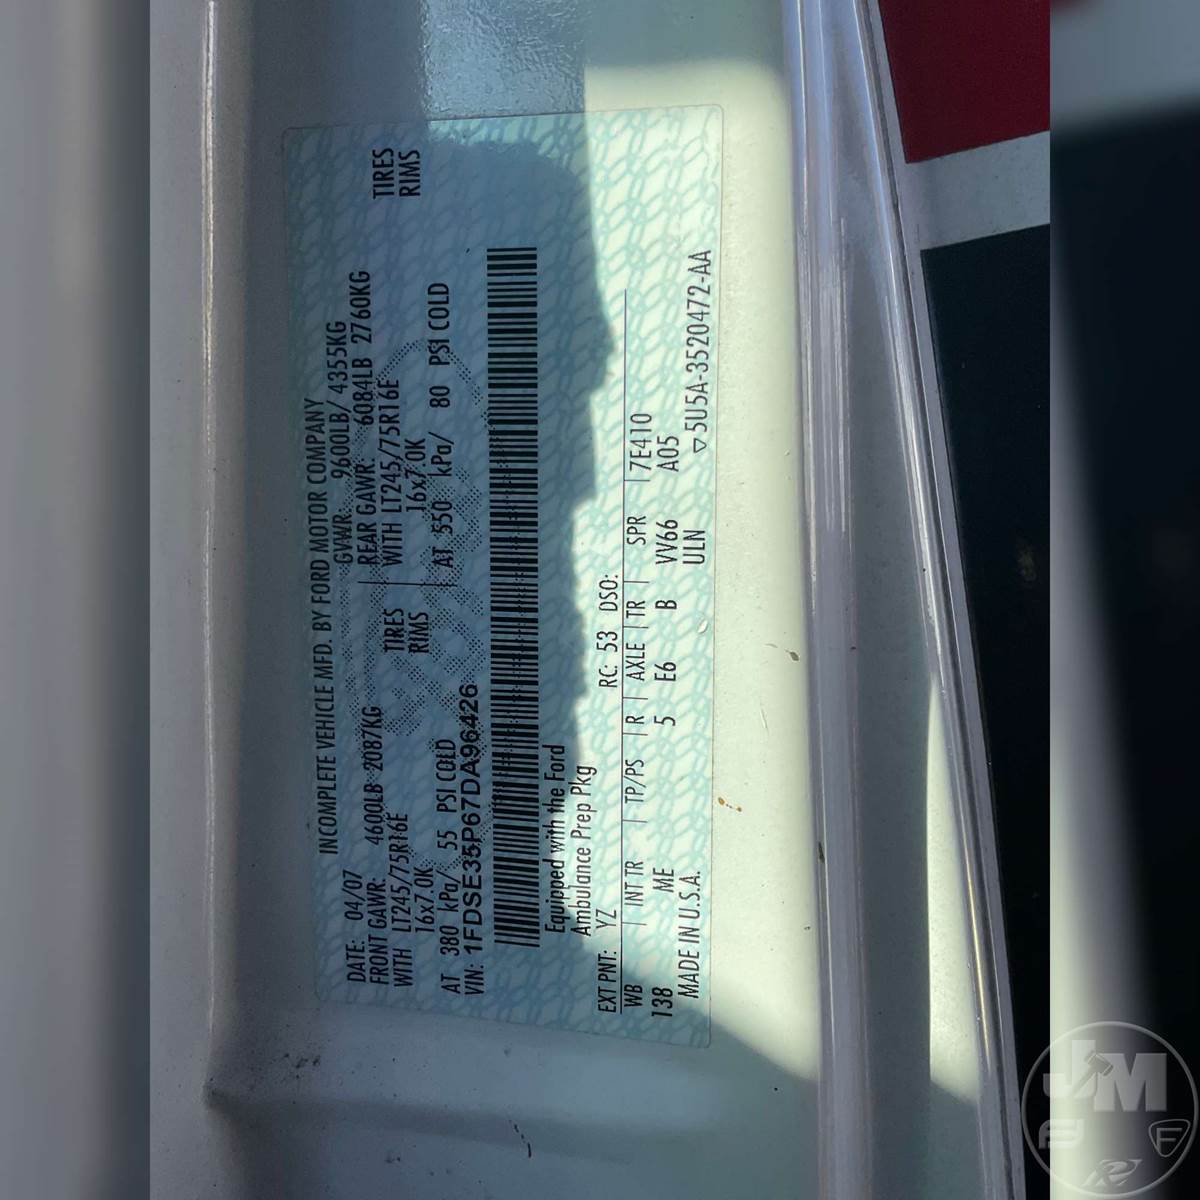 INCOMPLETE VEHICLE MFD. BY FORD MOTOR COMPANY
DATE: 04/07 GVWR: 9600LB/ 4355KG
FRONT GAWR: 4600LB 2087KG REAR GAWR: 6084LB 2760KG
WITH LT245/75R16E TIRES WITH LT245/75R16E TIRES
16x7.0K RIMS 16x7.0K RIMS
AT 380 kPa/ 55 PSI COLD AT 550 kPa/ 80 PSI COLD
VIN: 1FDSE35P67DA96426
Equipped with the Ford
Ambulance Prep Pkg
EXT PNT: YZ RC: 53 DSO:
WB INT TR TP/PS R AXLE TR SPR 7E410
138 ME 5 E6 B VV66 A05
MADE IN U.S.A. ULN ▽5U5A-3520472-AA
JM